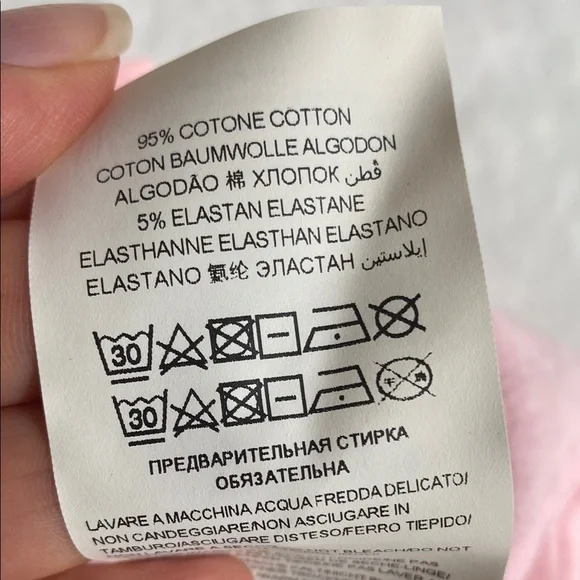 95% COTONE COTTON
COTON BAUMWOLLE ALGODON
ALGODÃO 棉 ХЛОПОК قطن
5% ELASTAN ELASTANE
ELASTHANNE ELASTHAN ELASTANO
ELASTANO 氨纶 ЭЛАСТАН إيلاستين
30
30 干 洗
ПРЕДВАРИТЕЛЬНАЯ СТИРКА
ОБЯЗАТЕЛЬНА
LAVARE A MACCHINA ACQUA FREDDA DELICATO/
NON CANDEGGIARE/NON ASCIUGARE IN
TAMBURO/ASCIUGARE DISTESO/FERRO TIEPIDO/